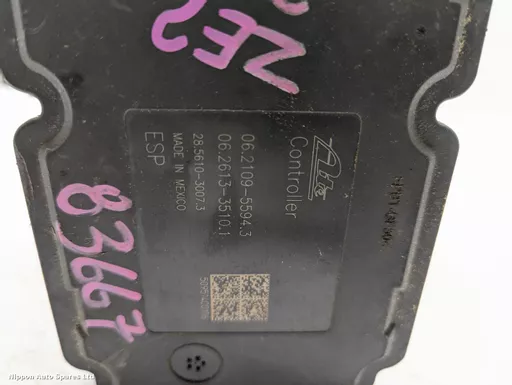 ZE2
Ate
Controller
06.2109-5594.3
06.2613-3510.1
28.5610-3007.3
MADE IN MEXICO
ESP
83667
Nippon Auto Spares Ltd